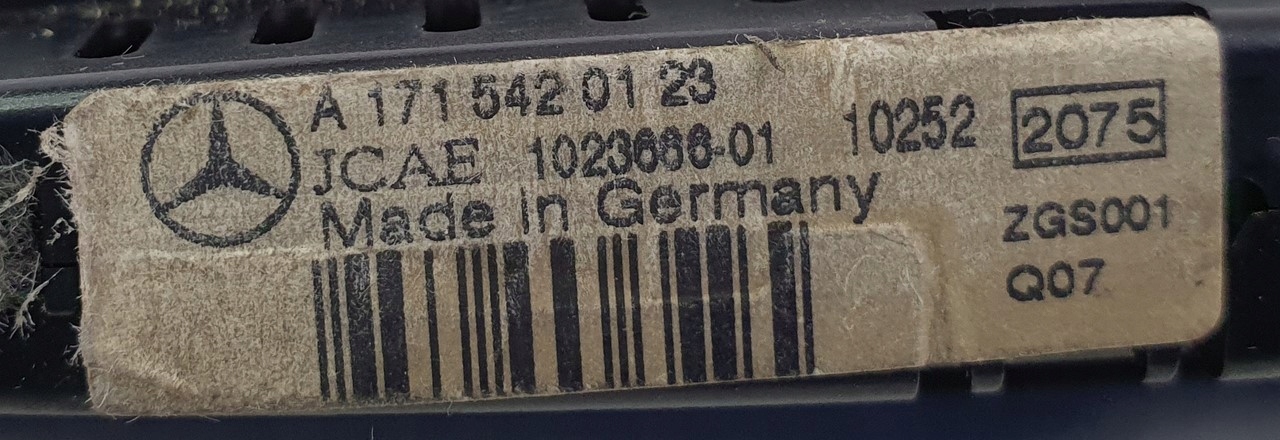 A 171 542 01 23
JCAE 1023666-01 10252 2075
Made in Germany
ZGS001
Q07